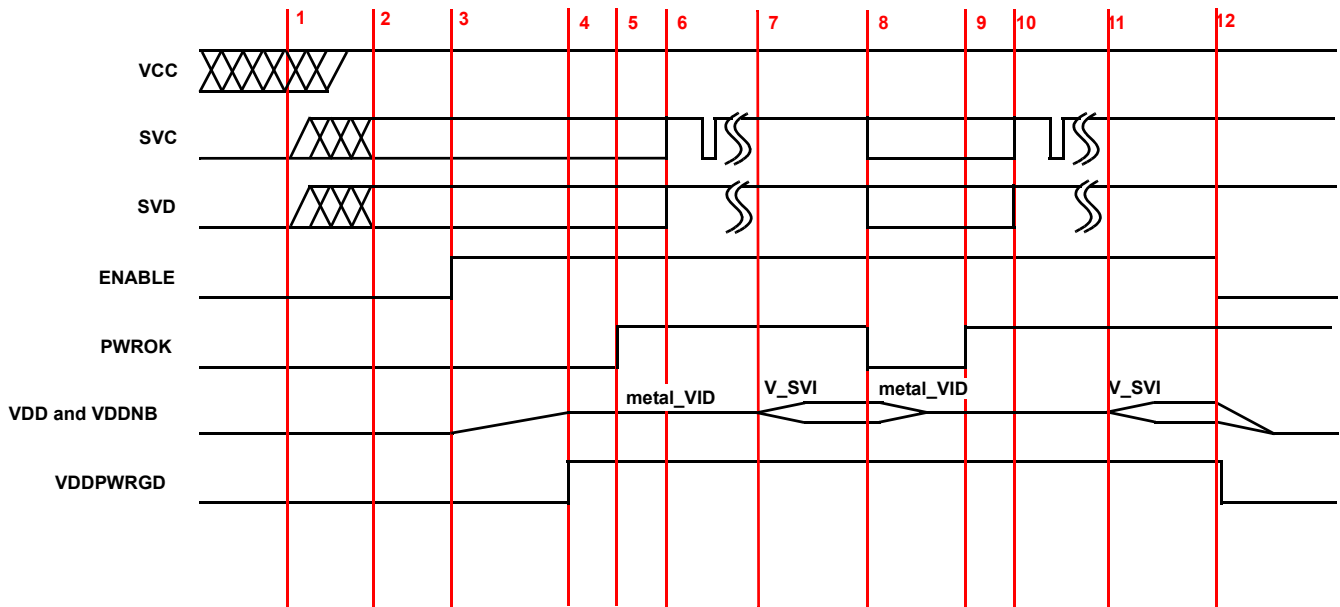 1 2 3 4 5 6 7 8 9 10 11 12
VCC
SVC
SVD
ENABLE
PWROK
metal_VID V_SVI metal_VID V_SVI
VDD and VDDNB
VDDPWRGD